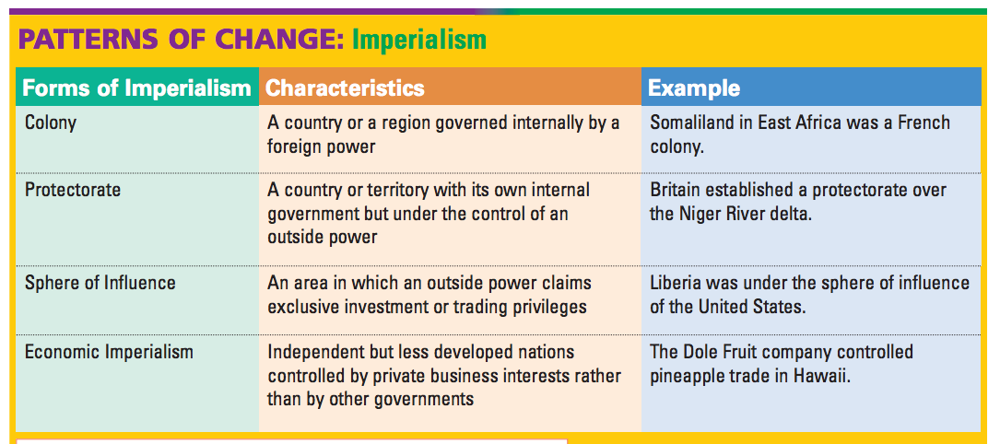 PATTERNS OF CHANGE: Imperialism
Forms of Imperialism Characteristics Example
Colony
A country or a region governed internally by a
foreign power
Somaliland in East Africa was a French
colony.
Protectorate
A country or territory with its own internal
government but under the control of an
outside power
Britain established a protectorate over
the Niger River delta.
Sphere of Influence
An area in which an outside power claims
exclusive investment or trading privileges
Liberia was under the sphere of influence
of the United States.
Economic Imperialism
Independent but less developed nations
controlled by private business interests rather
than by other governments
The Dole Fruit company controlled
pineapple trade in Hawaii.